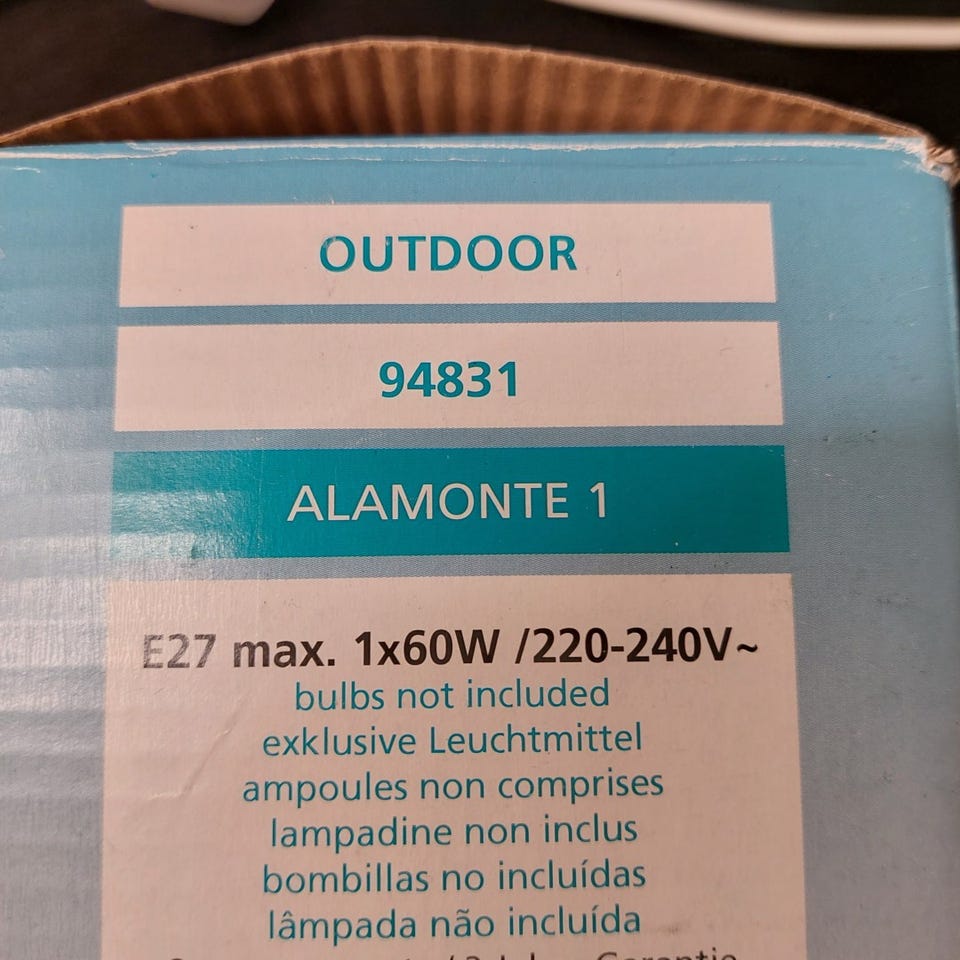 OUTDOOR
94831
ALAMONTE 1
E27 max. 1x60W /220-240V~
bulbs not included
exklusive Leuchtmittel
ampoules non comprises
lampadine non inclus
bombillas no incluídas
lâmpada não incluída